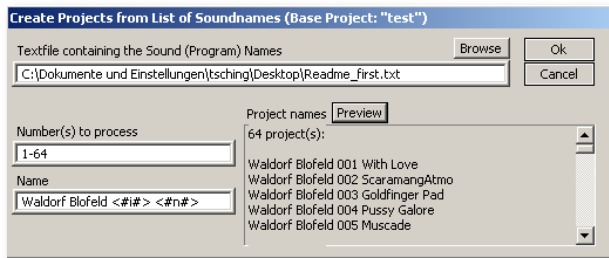 Create Projects from List of Soundnames (Base Project: "test")
Textfile containing the Sound (Program) Names
Browse
Ok
C:\Dokumente und Einstellungen\tsching\Desktop\Readme_first.txt
Cancel
Project names Preview
Number(s) to process
64 project(s):
1-64
Waldorf Blofeld 001 With Love
Name
Waldorf Blofeld 002 ScaramangAtmo
Waldorf Blofeld 003 Goldfinger Pad
Waldorf Blofeld <#i#> <#n#>
Waldorf Blofeld 004 Pussy Galore
Waldorf Blofeld 005 Muscade